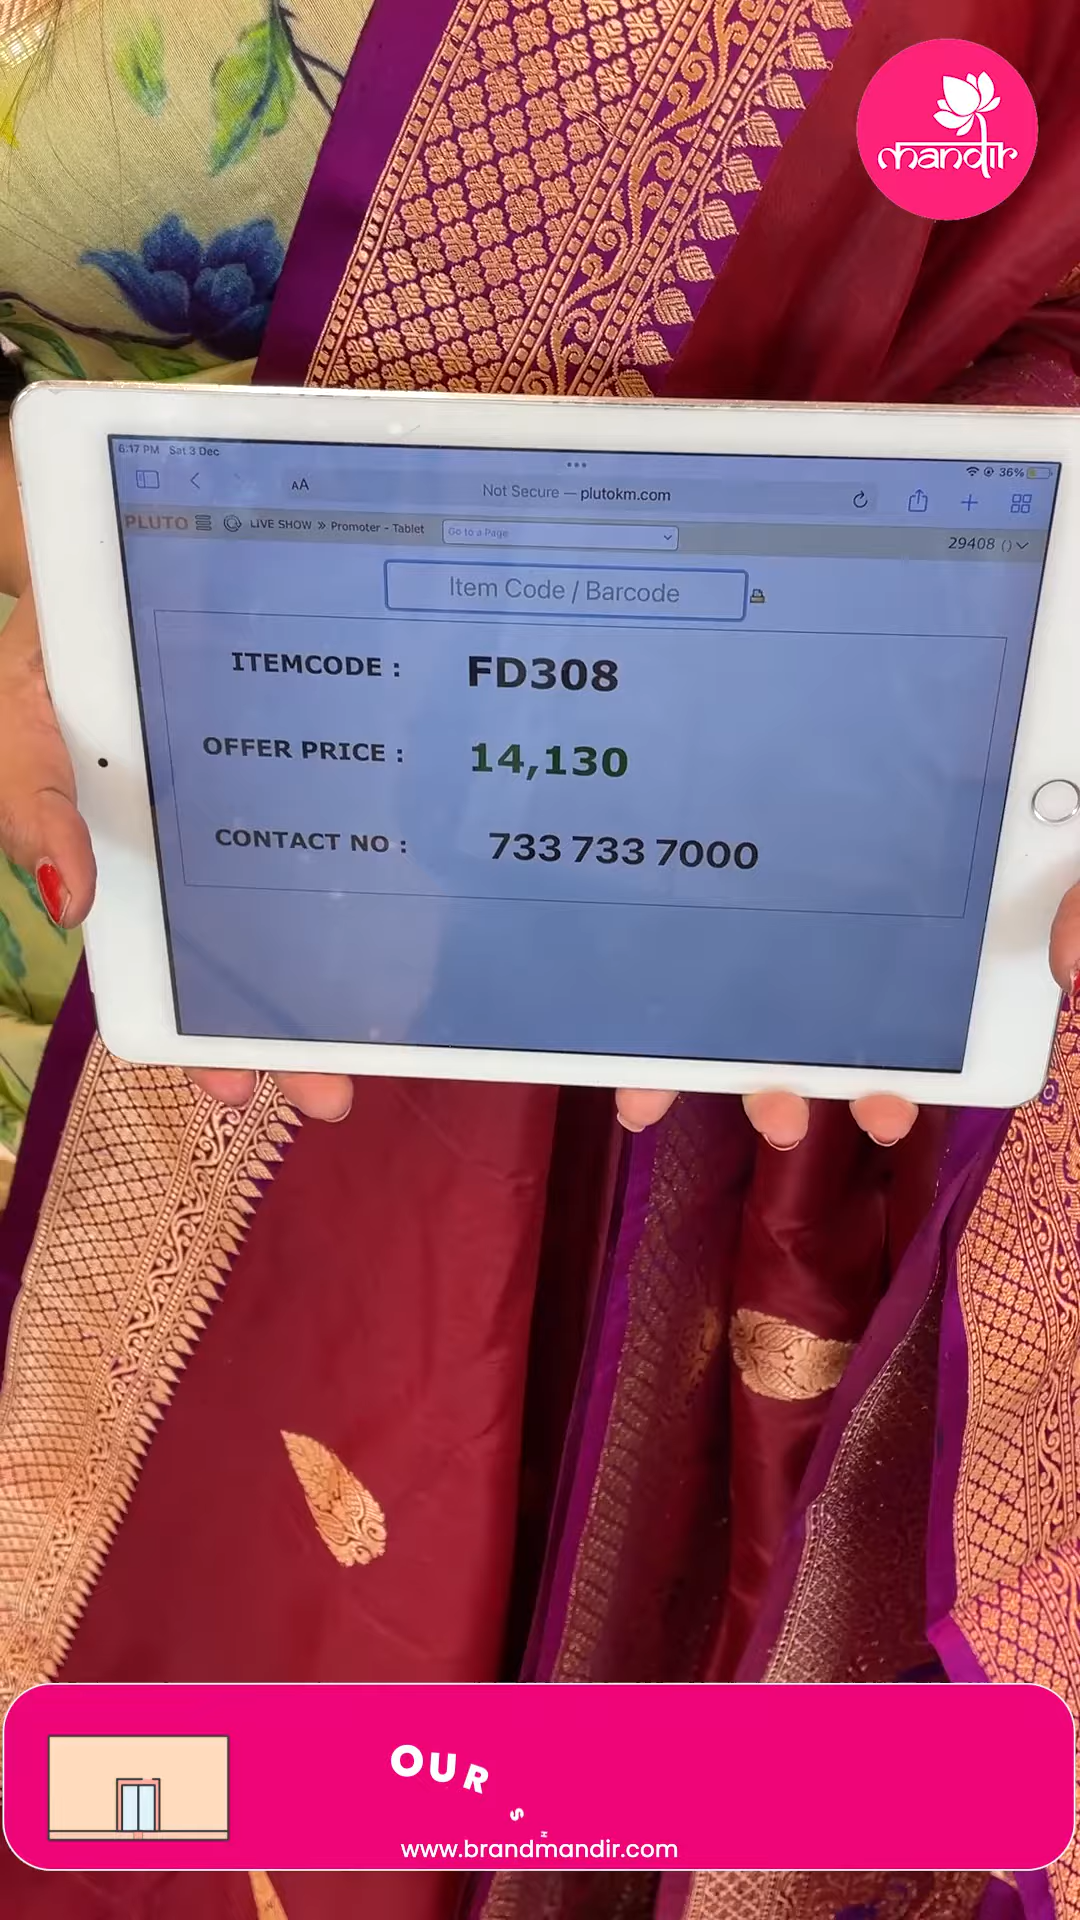 mandir
6:17 PM Sat 3 Dec
36%
AA
Not Secure — plutokm.com
PLUTO LIVE SHOW » Promoter - Tablet
Go to a Page
29408 ()
Item Code / Barcode
ITEMCODE : FD308
OFFER PRICE : 14,130
CONTACT NO : 733 733 7000
OUR
S
H
www.brandmandir.com